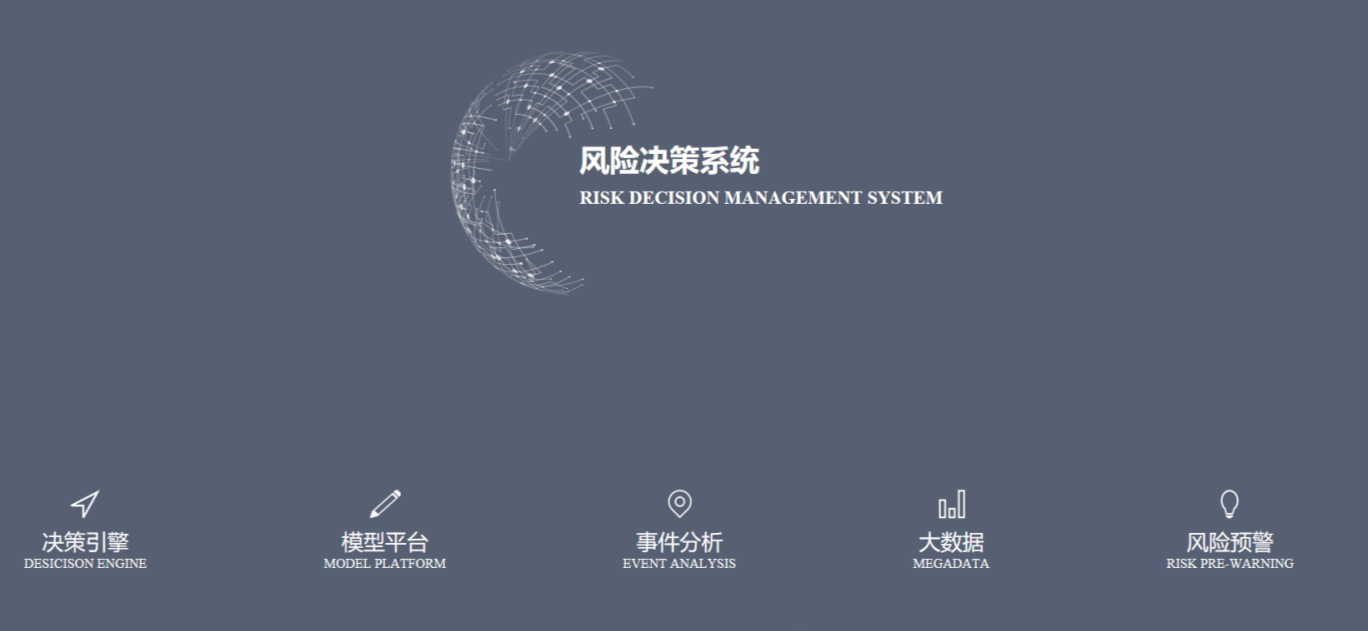 风险决策系统
RISK DECISION MANAGEMENT SYSTEM
决策引擎
DESICISON ENGINE
模型平台
MODEL PLATFORM
事件分析
EVENT ANALYSIS
大数据
MEGADATA
风险预警
RISK PRE-WARNING